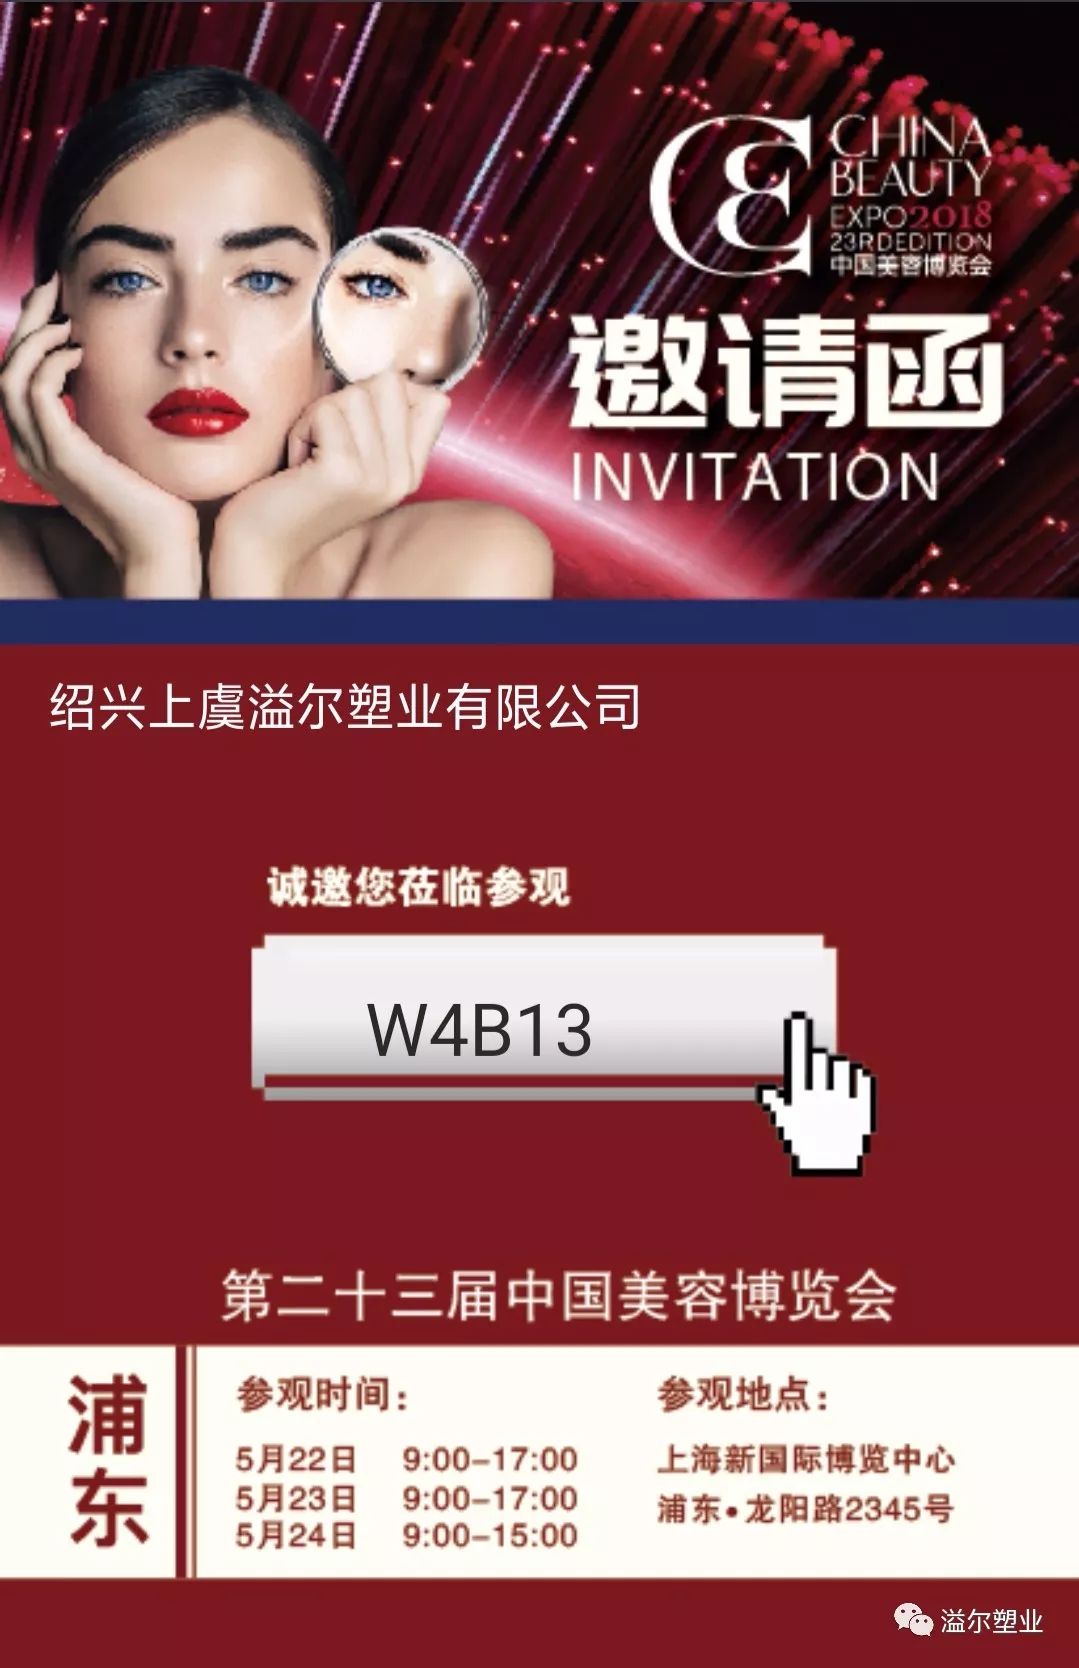 CHINA
BEAUTY
EXPO2018
23RDEDITION
中国美容博览会
邀请函
INVITATION
绍兴上虞溢尔塑业有限公司
诚邀您莅临参观
W4B13
第二十三届中国美容博览会
浦东
参观时间：
5月22日 9:00-17:00
5月23日 9:00-17:00
5月24日 9:00-15:00
参观地点：
上海新国际博览中心
浦东·龙阳路2345号
溢尔塑业